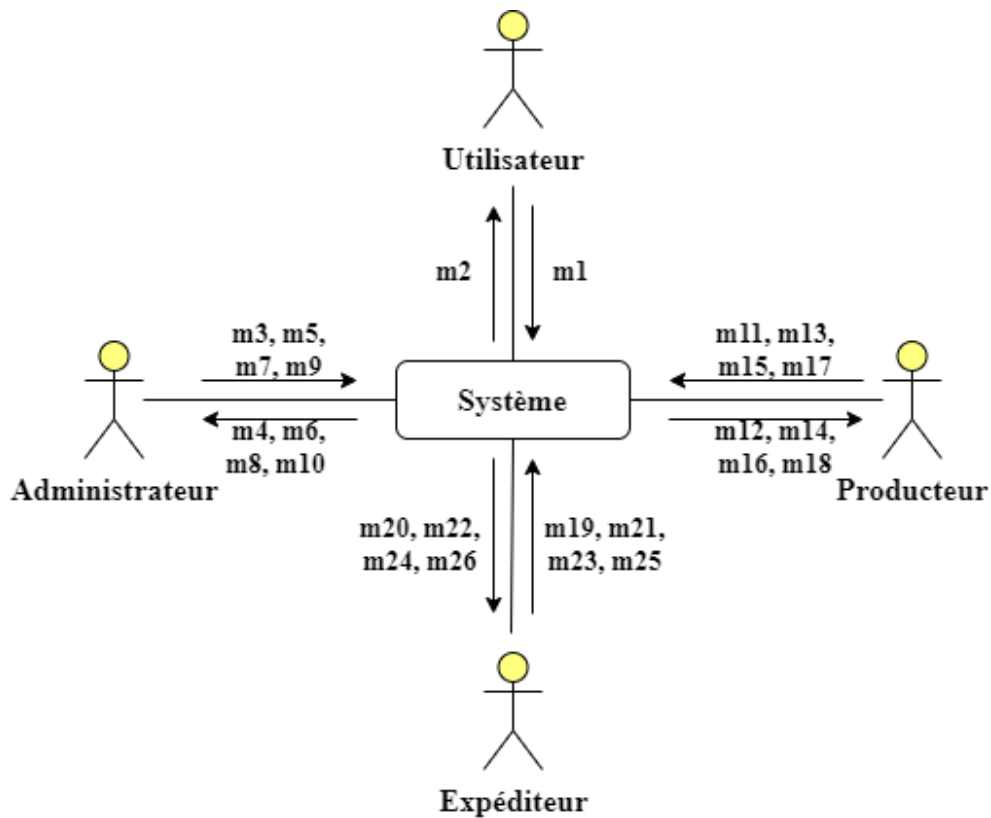 Utilisateur
m2
m1
m3, m5,
m7, m9
m11, m13,
m15, m17
Système
m4, m6,
m8, m10
m12, m14,
m16, m18
Administrateur
Producteur
m20, m22,
m24, m26
m19, m21,
m23, m25
Expéditeur